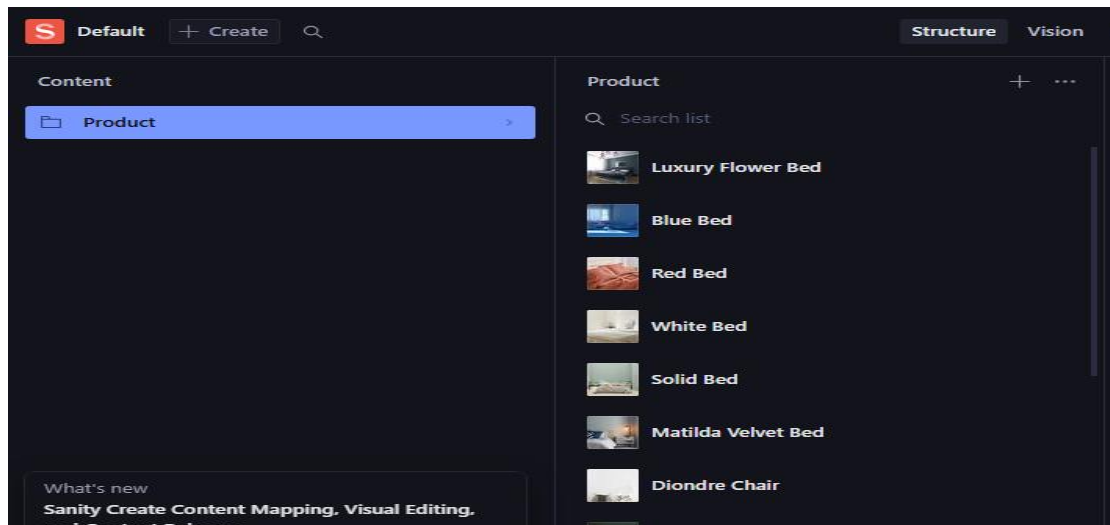 S Default + Create Structure Vision
Content
Product
Product
Search list
Luxury Flower Bed
Blue Bed
Red Bed
White Bed
Solid Bed
Matilda Velvet Bed
Diondre Chair
What's new
Sanity Create Content Mapping, Visual Editing,